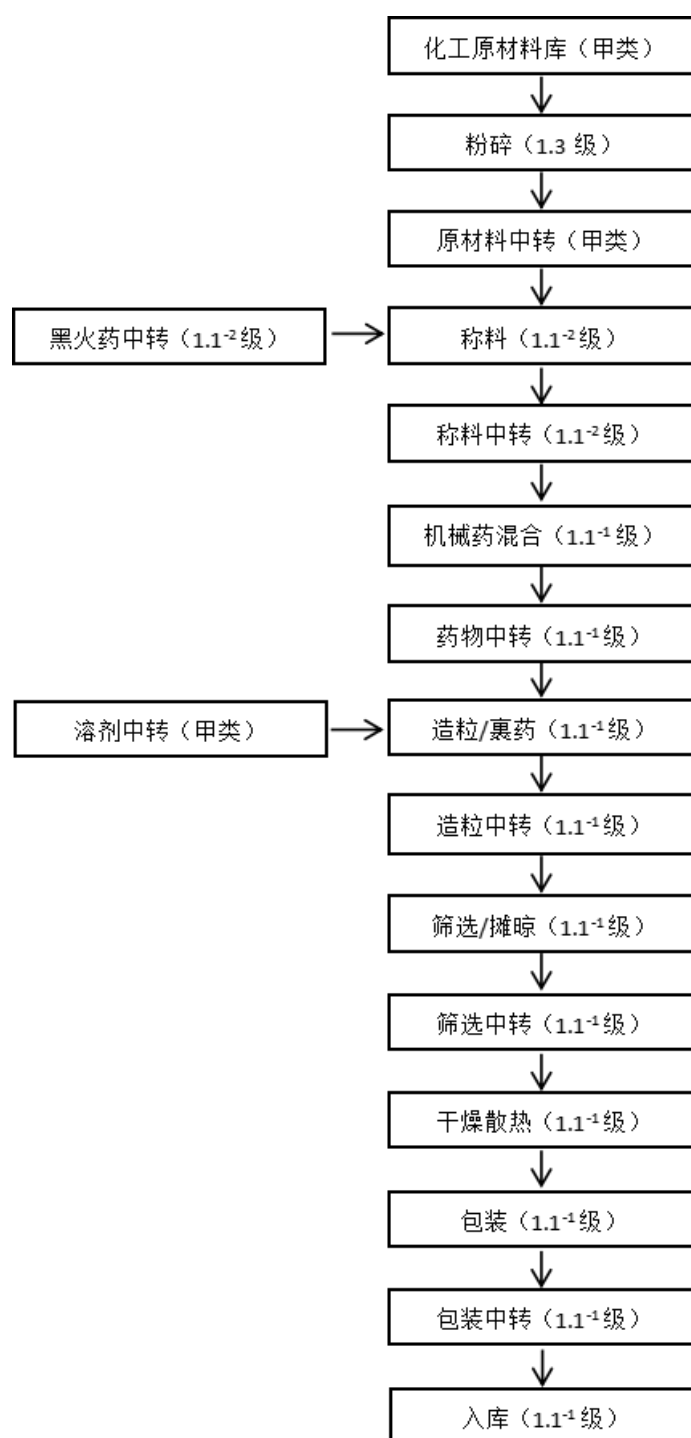 化工原材料库（甲类）
粉碎（1.3 级）
原材料中转（甲类）
黑火药中转（1.1⁻²级）
称料（1.1⁻²级）
称料中转（1.1⁻²级）
机械药混合（1.1⁻¹级）
药物中转（1.1⁻¹级）
溶剂中转（甲类）
造粒/裹药（1.1⁻¹级）
造粒中转（1.1⁻¹级）
筛选/摊晾（1.1⁻¹级）
筛选中转（1.1⁻¹级）
干燥散热（1.1⁻¹级）
包装（1.1⁻¹级）
包装中转（1.1⁻¹级）
入库（1.1⁻¹级）